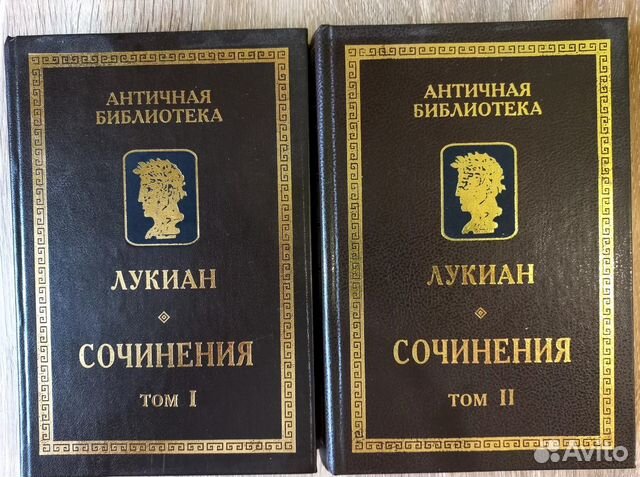 АНТИЧНАЯ
БИБЛИОТЕКА
ЛУКИАН
СОЧИНЕНИЯ
ТОМ I
АНТИЧНАЯ
БИБЛИОТЕКА
ЛУКИАН
СОЧИНЕНИЯ
ТОМ II
Avito